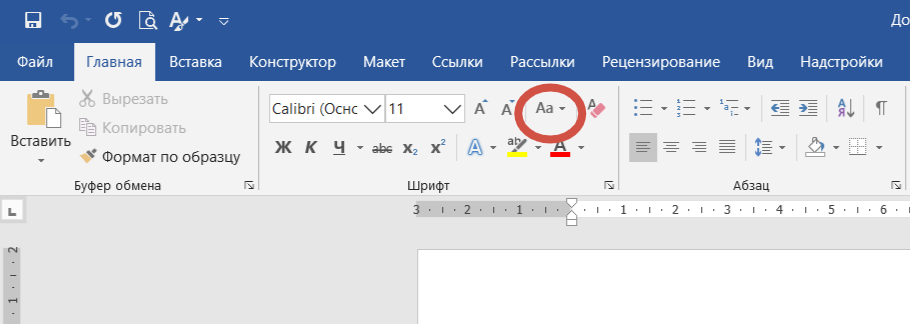 До
Файл Главная Вставка Конструктор Макет Ссылки Рассылки Рецензирование Вид Надстройки
Вставить
Вырезать
Копировать
Формат по образцу
Буфер обмена
Calibri (Оснс 11 А А Aa А
Ж К Ч abc x₂ x² А ab А
Шрифт
Абзац
3 2 1 1 2 3 4 5 6
2
1